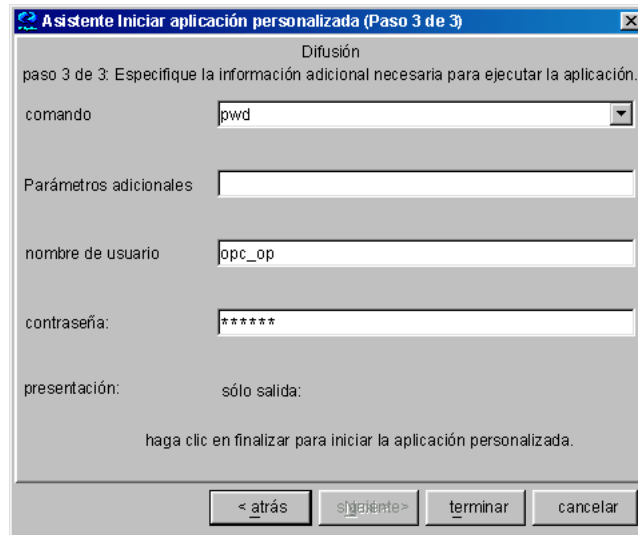 Asistente Iniciar aplicación personalizada (Paso 3 de 3)
Difusión
paso 3 de 3: Especifique la información adicional necesaria para ejecutar la aplicación.
comando
pwd
Parámetros adicionales
nombre de usuario
opc_op
contraseña:
******
presentación:
sólo salida:
haga clic en finalizar para iniciar la aplicación personalizada.
< atrás
terminar
cancelar